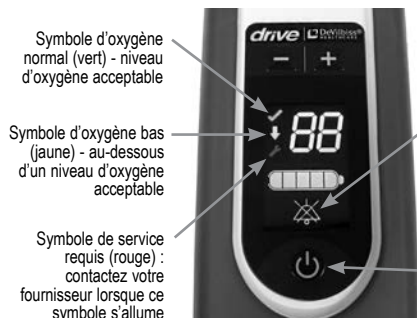 Symbole d'oxygène
normal (vert) - niveau
d'oxygène acceptable
Symbole d'oxygène bas
(jaune) - au-dessous
d'un niveau d'oxygène
acceptable
Symbole de service
requis (rouge) :
contactez votre
fournisseur lorsque ce
symbole s'allume
drive DeVilbiss®
HEALTHCARE
− +
88